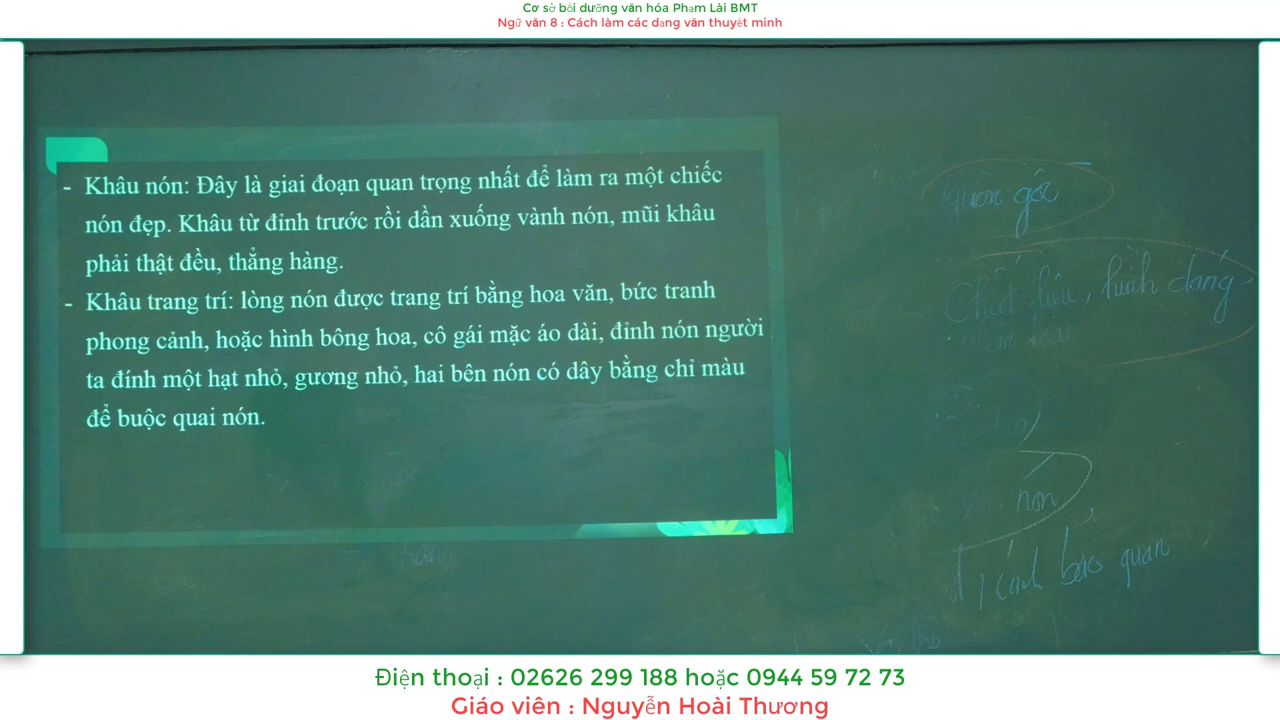 Cơ sở bồi dưỡng văn hóa Phạm Lài BMT
Ngữ văn 8 : Cách làm các dạng văn thuyết minh
- Khâu nón: Đây là giai đoạn quan trọng nhất để làm ra một chiếc
nón đẹp. Khâu từ đỉnh trước rồi dần xuống vành nón, mũi khâu
phải thật đều, thẳng hàng.
- Khâu trang trí: lòng nón được trang trí bằng hoa văn, bức tranh
phong cảnh, hoặc hình bông hoa, cô gái mặc áo dài, đỉnh nón người
ta đính một hạt nhỏ, gương nhỏ, hai bên nón có dây bằng chỉ màu
để buộc quai nón.
nguồn gốc
Chất liệu, hình dáng
nón
cách bảo quản
Điện thoại : 02626 299 188 hoặc 0944 59 72 73
Giáo viên : Nguyễn Hoài Thương